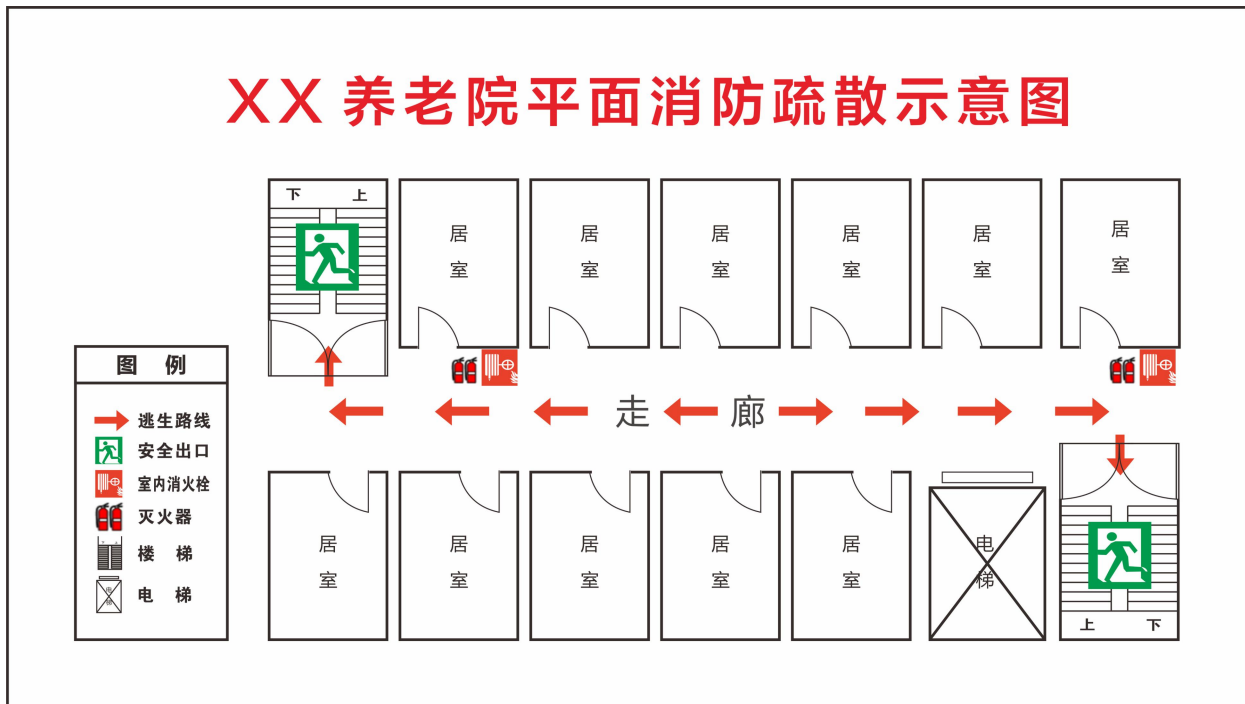 XX养老院平面消防疏散示意图
下 上
居室
居室
居室
居室
居室
居室
图 例
逃生路线
安全出口
室内消火栓
灭火器
楼 梯
电 梯
走廊
居室
居室
居室
居室
居室
电梯
上 下